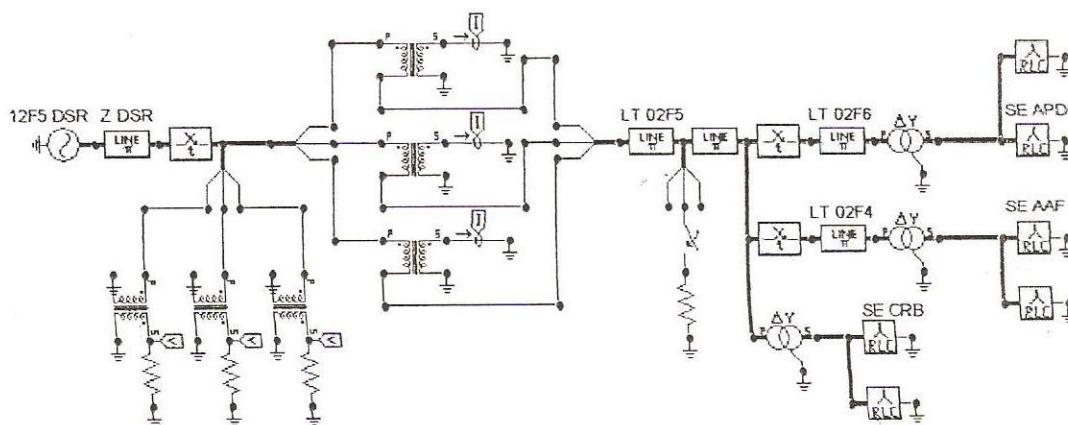 12F5 DSR
Z DSR
LINE
π
t
P
S
I
P
S
I
P
S
I
P
S
V
P
S
V
P
S
V
LT 02F5
LINE
π
LINE
π
t
LT 02F6
LINE
π
P
ΔY
S
RLC
SE APD
RLC
t
LT 02F4
LINE
π
P
ΔY
S
SE AAF
RLC
RLC
P
ΔY
S
SE CRB
RLC
RLC